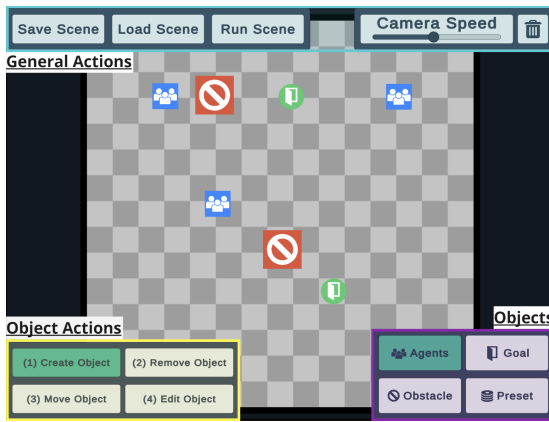 Save Scene
Load Scene
Run Scene
Camera Speed
General Actions
Object Actions
(1) Create Object
(2) Remove Object
(3) Move Object
(4) Edit Object
Objects
Agents
Goal
Obstacle
Preset